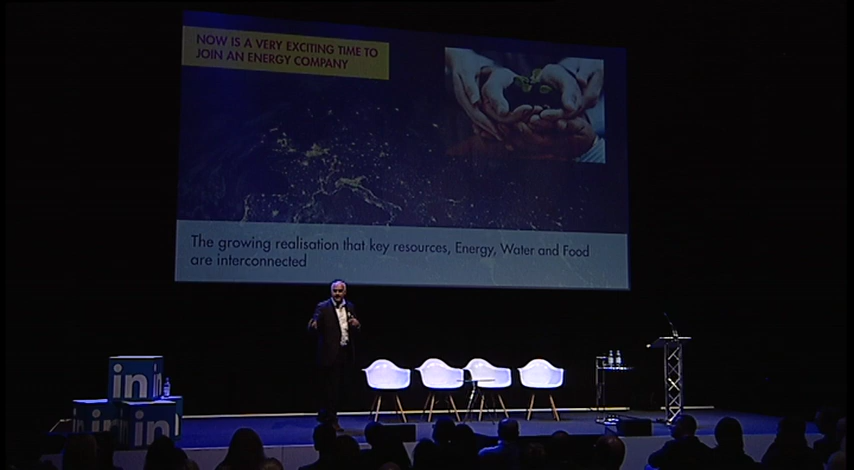 NOW IS A VERY EXCITING TIME TO
JOIN AN ENERGY COMPANY
The growing realisation that key resources, Energy, Water and Food
are interconnected
in
in
in